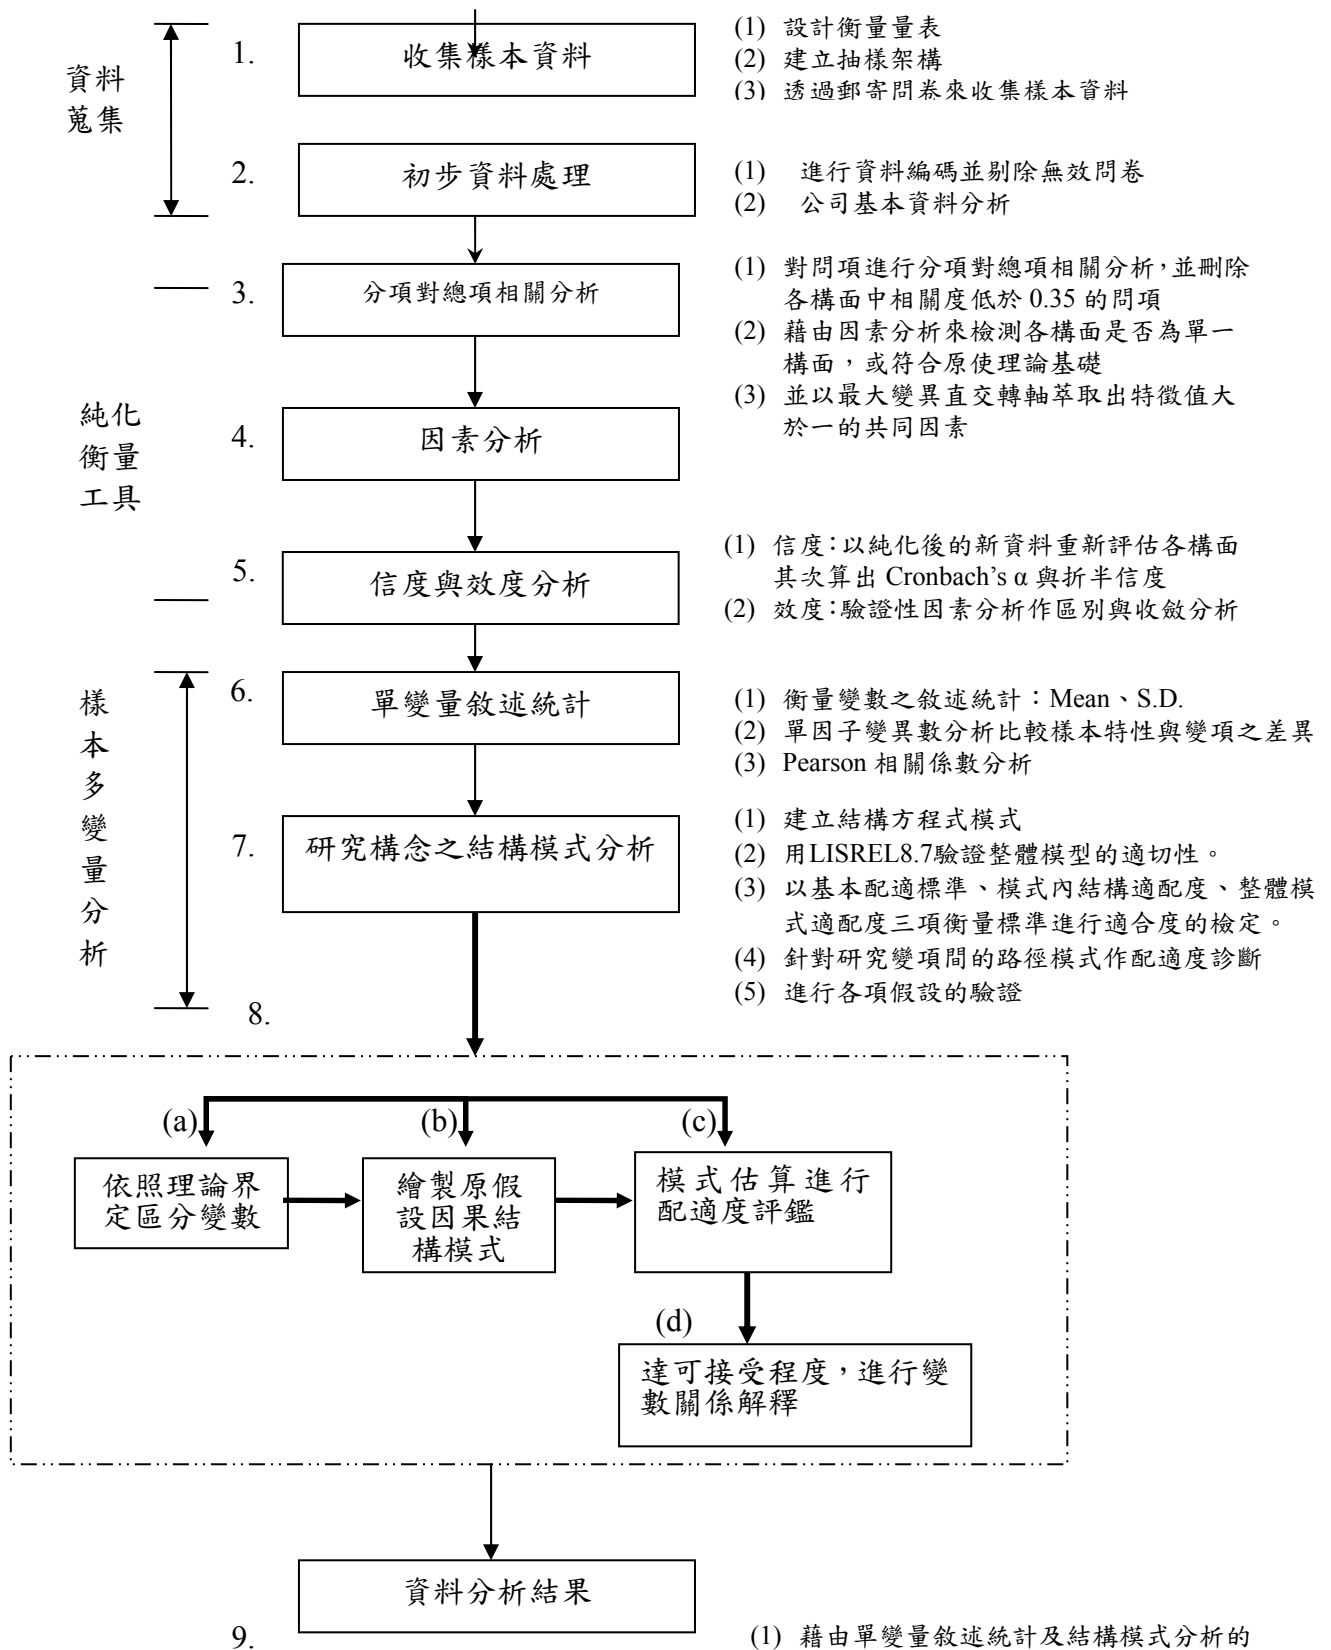 資料
蒐集
1.
收集樣本資料
(1) 設計衡量量表
(2) 建立抽樣架構
(3) 透過郵寄問卷來收集樣本資料
2.
初步資料處理
(1) 進行資料編碼並剔除無效問卷
(2) 公司基本資料分析
純化
衡量
工具
3.
分項對總項相關分析
(1) 對問項進行分項對總項相關分析，並刪除
各構面中相關度低於 0.35 的問項
(2) 藉由因素分析來檢測各構面是否為單一
構面，或符合原使理論基礎
(3) 並以最大變異直交轉軸萃取出特徵值大
於一的共同因素
4.
因素分析
5.
信度與效度分析
(1) 信度：以純化後的新資料重新評估各構面
其次算出 Cronbach’s α 與折半信度
(2) 效度：驗證性因素分析作區別與收斂分析
樣
本
多
變
量
分
析
6.
單變量敘述統計
(1) 衡量變數之敘述統計：Mean、S.D.
(2) 單因子變異數分析比較樣本特性與變項之差異
(3) Pearson 相關係數分析
7.
研究構念之結構模式分析
(1) 建立結構方程式模式
(2) 用LISREL8.7驗證整體模型的適切性。
(3) 以基本配適標準、模式內結構適配度、整體模
式適配度三項衡量標準進行適合度的檢定。
(4) 針對研究變項間的路徑模式作配適度診斷
(5) 進行各項假設的驗證
8.
(a)
依照理論界
定區分變數
(b)
繪製原假
設因果結
構模式
(c)
模式估算進行
配適度評鑑
(d)
達可接受程度，進行變
數關係解釋
資料分析結果
9.
(1) 藉由單變量敘述統計及結構模式分析的